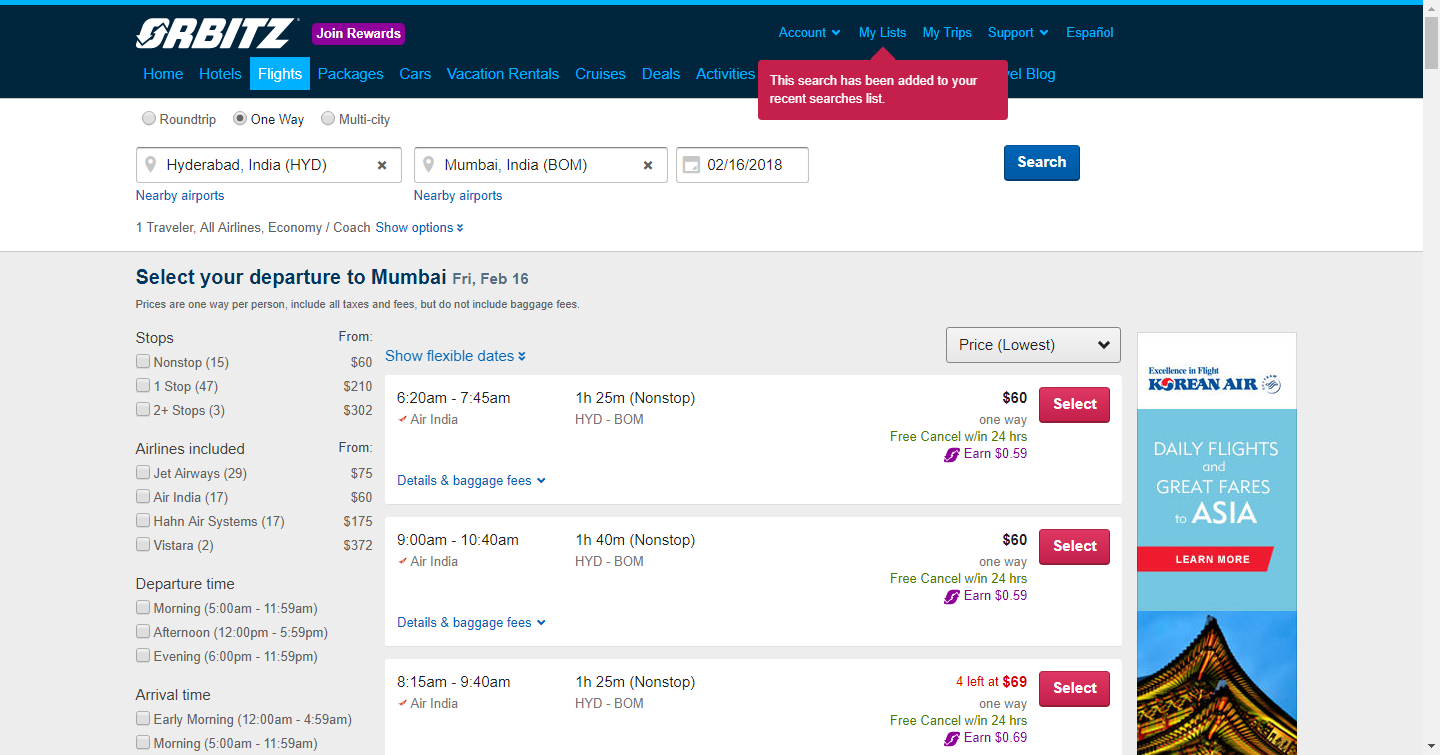 ORBITZ
Join Rewards
Account
My Lists
My Trips
Support
Español
Home
Hotels
Flights
Packages
Cars
Vacation Rentals
Cruises
Deals
Activities
Blog
This search has been added to your
recent searches list.
Roundtrip
One Way
Multi-city
Hyderabad, India (HYD)
Mumbai, India (BOM)
02/16/2018
Search
Nearby airports
Nearby airports
1 Traveler, All Airlines, Economy / Coach Show options
Select your departure to Mumbai Fri, Feb 16
Prices are one way per person, include all taxes and fees, but do not include baggage fees.
Stops From:
Nonstop (15) $60
1 Stop (47) $210
2+ Stops (3) $302
Airlines included From:
Jet Airways (29) $75
Air India (17) $60
Hahn Air Systems (17) $175
Vistara (2) $372
Departure time
Morning (5:00am - 11:59am)
Afternoon (12:00pm - 5:59pm)
Evening (6:00pm - 11:59pm)
Arrival time
Early Morning (12:00am - 4:59am)
Morning (5:00am - 11:59am)
Show flexible dates
Price (Lowest)
6:20am - 7:45am 1h 25m (Nonstop) $60 Select
Air India HYD - BOM one way
Free Cancel w/in 24 hrs
Earn $0.59
Details & baggage fees
9:00am - 10:40am 1h 40m (Nonstop) $60 Select
Air India HYD - BOM one way
Free Cancel w/in 24 hrs
Earn $0.59
Details & baggage fees
8:15am - 9:40am 1h 25m (Nonstop) 4 left at $69 Select
Air India HYD - BOM one way
Free Cancel w/in 24 hrs
Earn $0.69
Excellence in Flight
KOREAN AIR
DAILY FLIGHTS
and
GREAT FARES
to ASIA
LEARN MORE